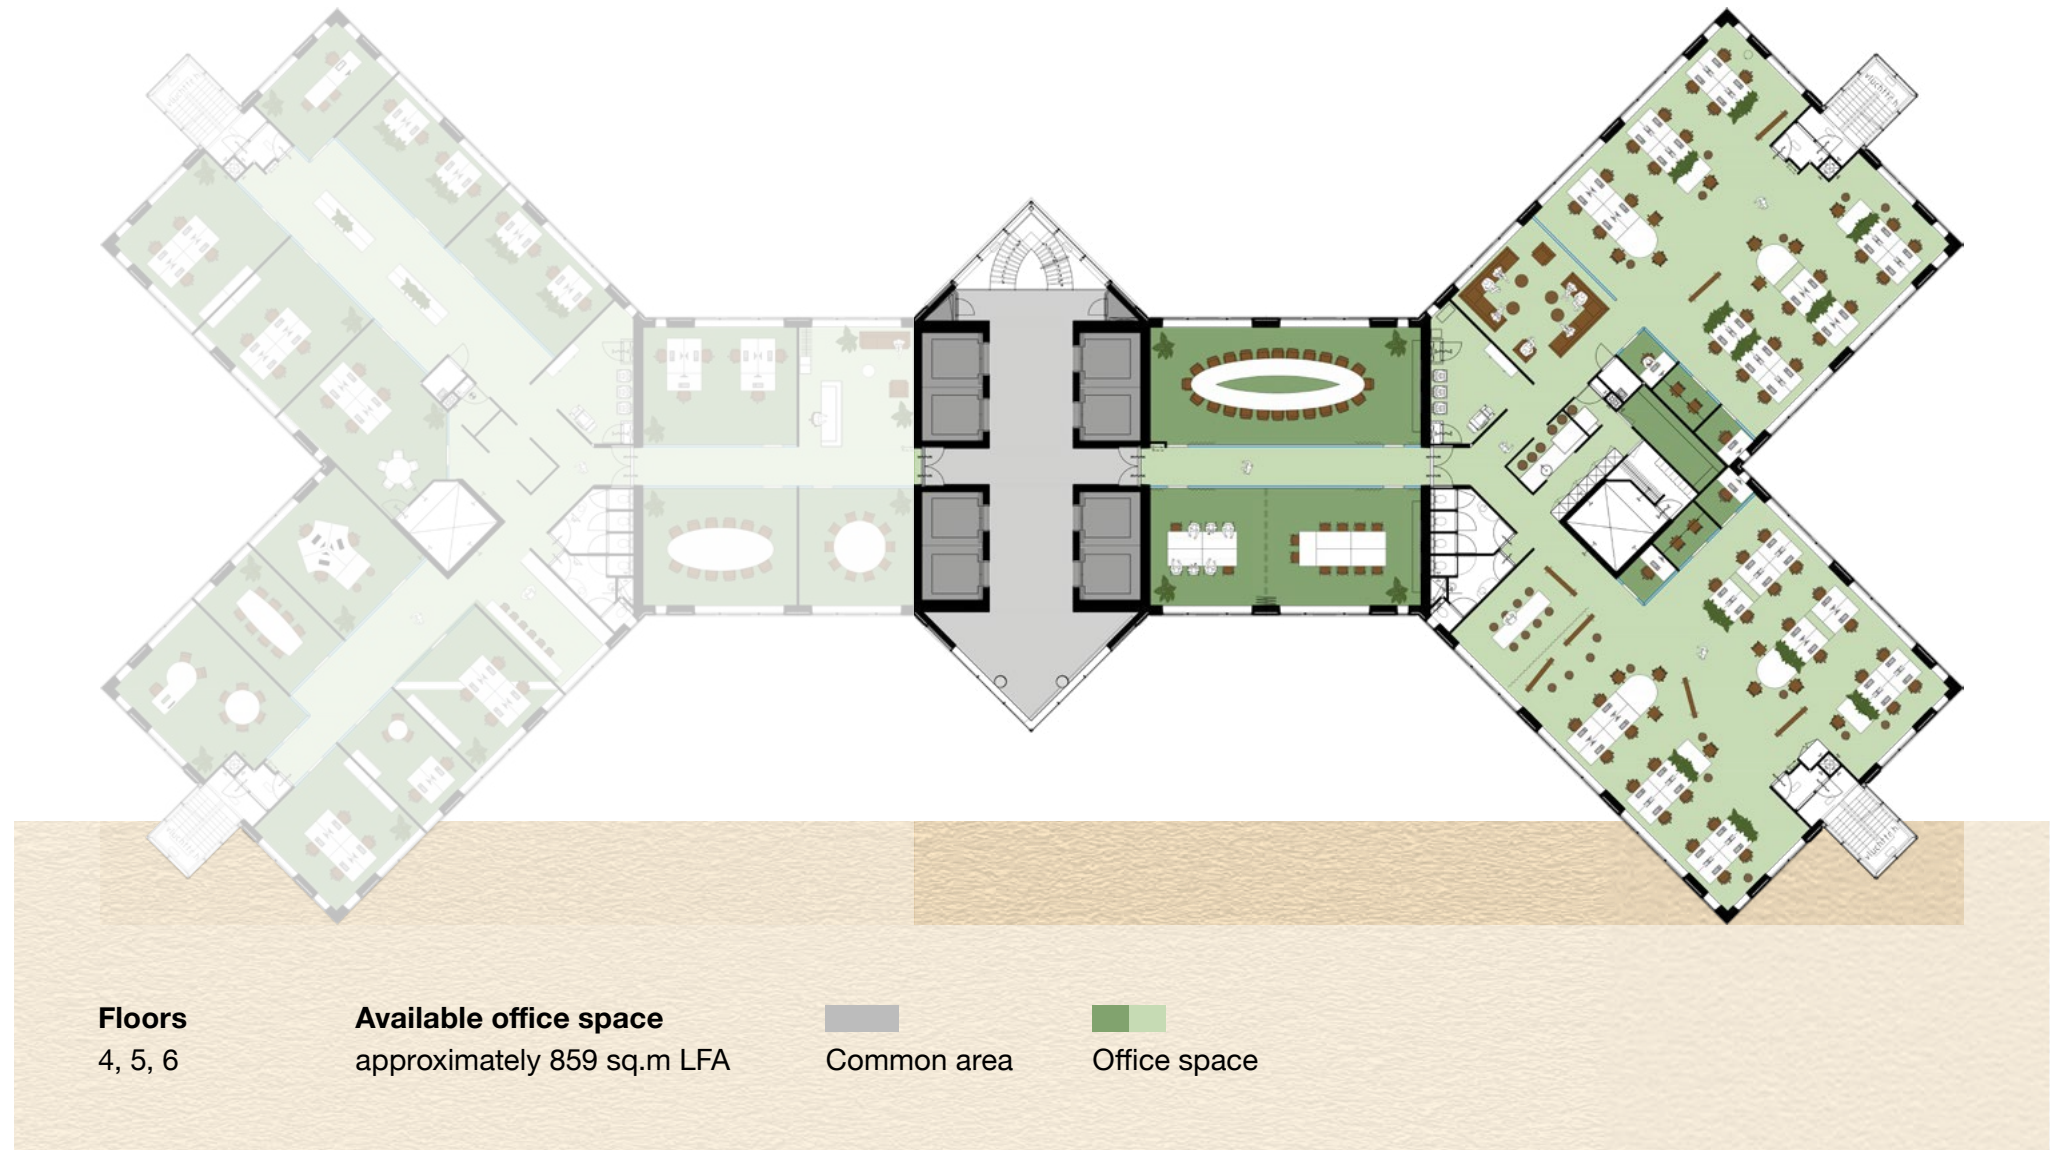 Floors
4, 5, 6
Available office space
approximately 859 sq.m LFA
Common area
Office space